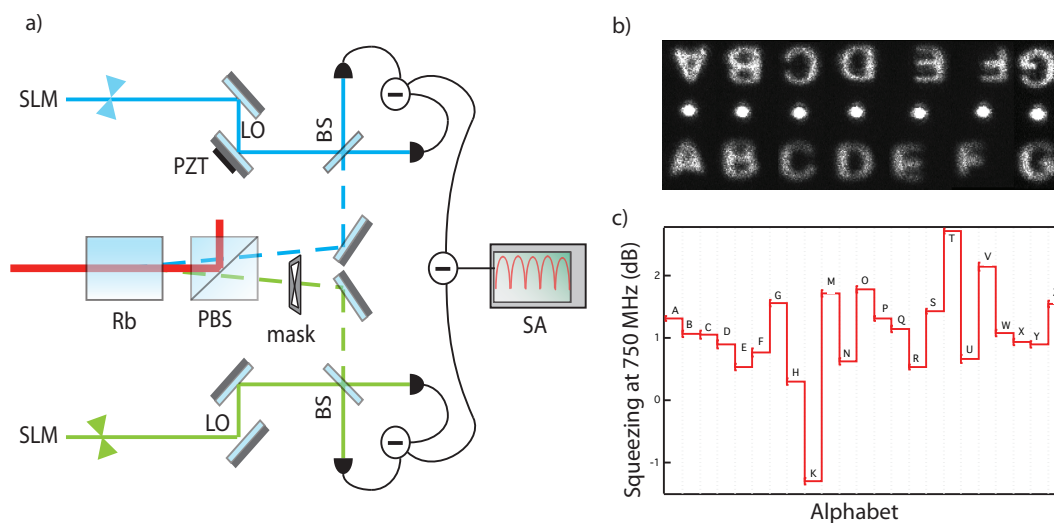 a)
SLM
LO
PZT
BS
Rb
PBS
mask
SA
LO
BS
SLM
b)
A B C D E F G
A B C D E F G
c)
Squeezing at 750 MHz (dB)
2
1
0
-1
A B C D E F G H K M N O P Q R S T U V W X Y
Alphabet